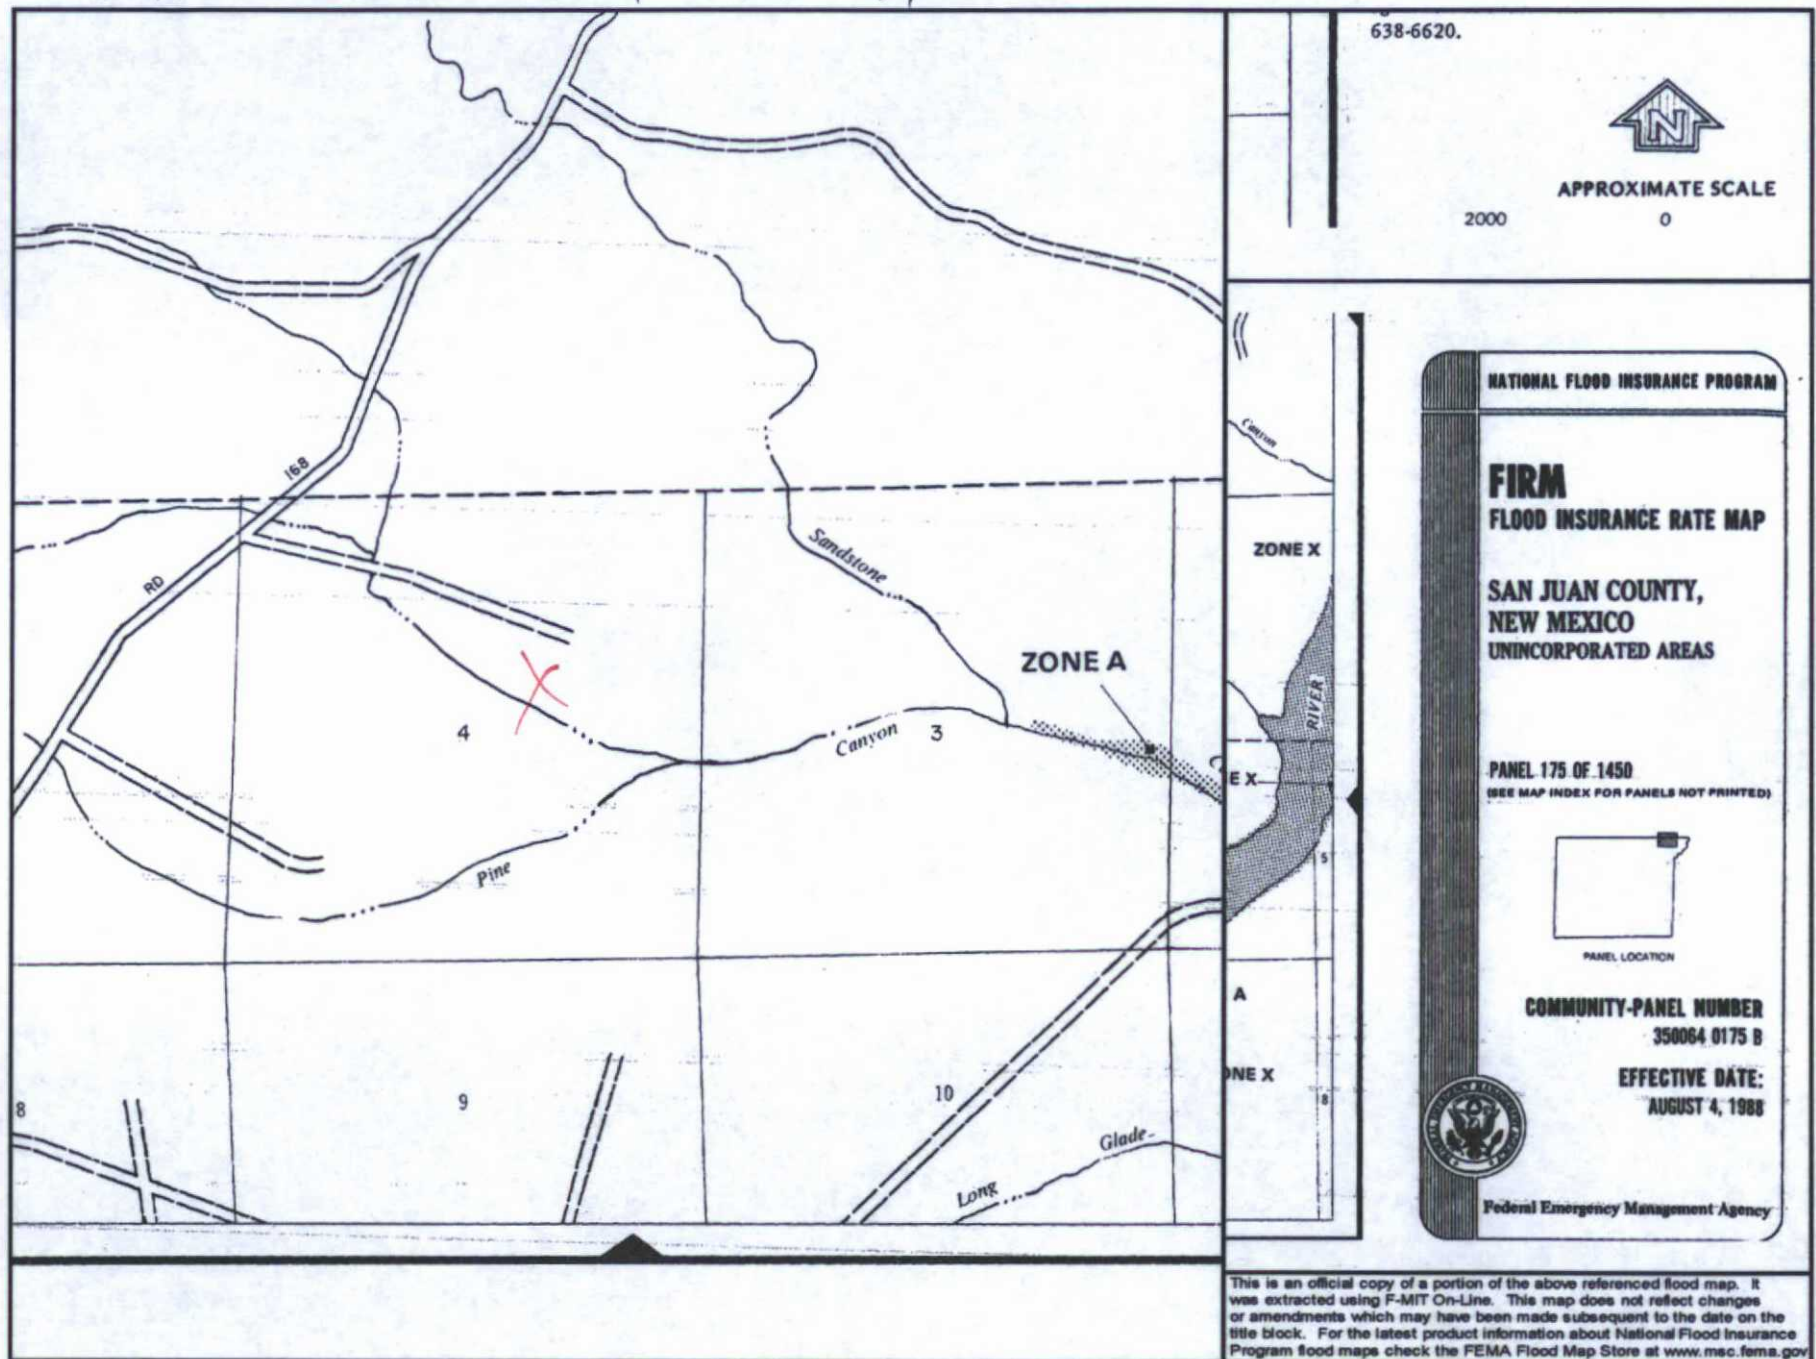 638-6620.
N
APPROXIMATE SCALE
2000 0
NATIONAL FLOOD INSURANCE PROGRAM
FIRM
FLOOD INSURANCE RATE MAP
SAN JUAN COUNTY,
NEW MEXICO
UNINCORPORATED AREAS
PANEL 175 OF 1450
(SEE MAP INDEX FOR PANELS NOT PRINTED)
PANEL LOCATION
COMMUNITY-PANEL NUMBER
350064 0175 B
EFFECTIVE DATE:
AUGUST 4, 1988
Federal Emergency Management Agency
This is an official copy of a portion of the above referenced flood map. It
was extracted using F-MIT On-Line. This map does not reflect changes
or amendments which may have been made subsequent to the date on the
title block. For the latest product information about National Flood Insurance
Program flood maps check the FEMA Flood Map Store at www.msc.fema.gov
168
RD
Sandstone
ZONE A
4
Canyon
3
Pine
8
9
10
Glade
Long
Canyon
ZONE X
RIVER
E X
5
A
ONE X
8